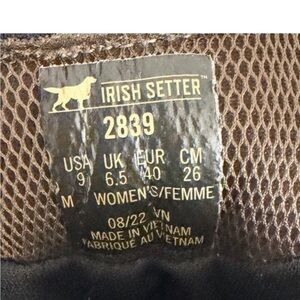 IRISH SETTER™
2839
USA UK EUR CM
9 6.5 40 26
M WOMEN'S/FEMME
08/22 VN
MADE IN VIETNAM
FABRIQUÉ AU VIETNAM